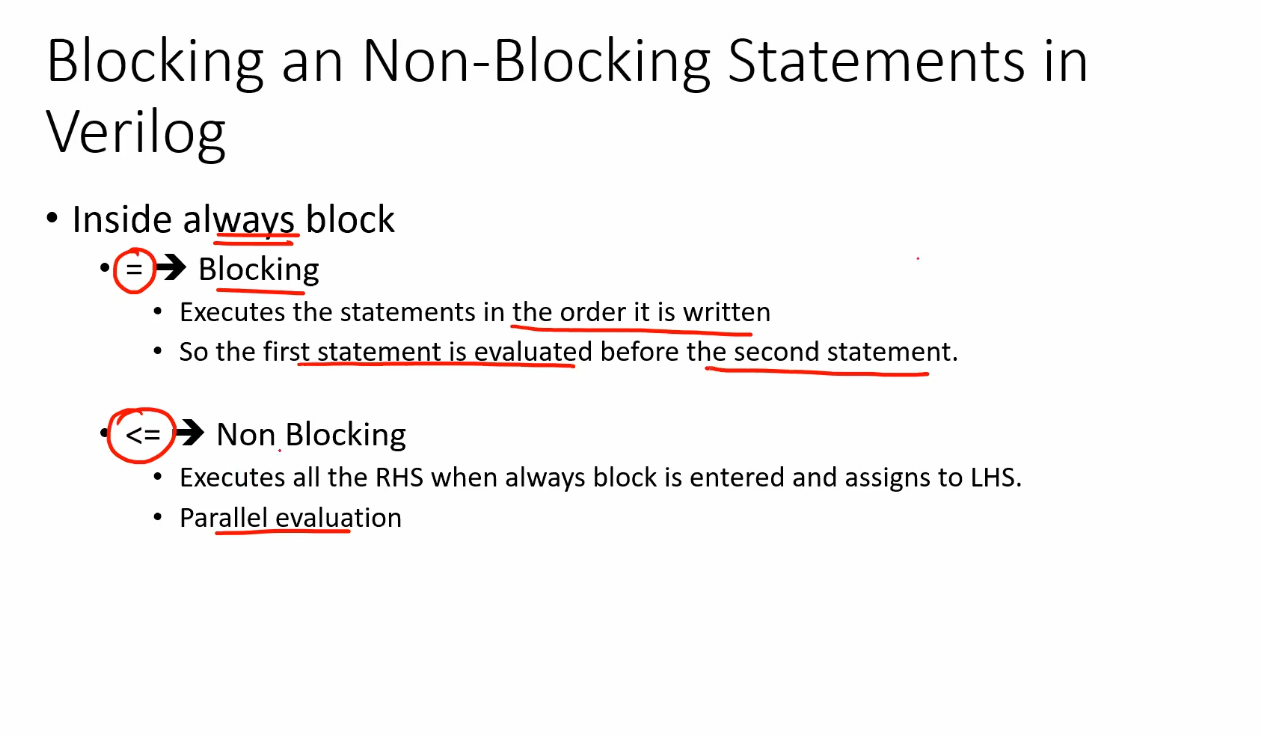 Blocking an Non-Blocking Statements in
Verilog
• Inside always block
• = 🡺 Blocking
• Executes the statements in the order it is written
• So the first statement is evaluated before the second statement.
• <= 🡺 Non Blocking
• Executes all the RHS when always block is entered and assigns to LHS.
• Parallel evaluation